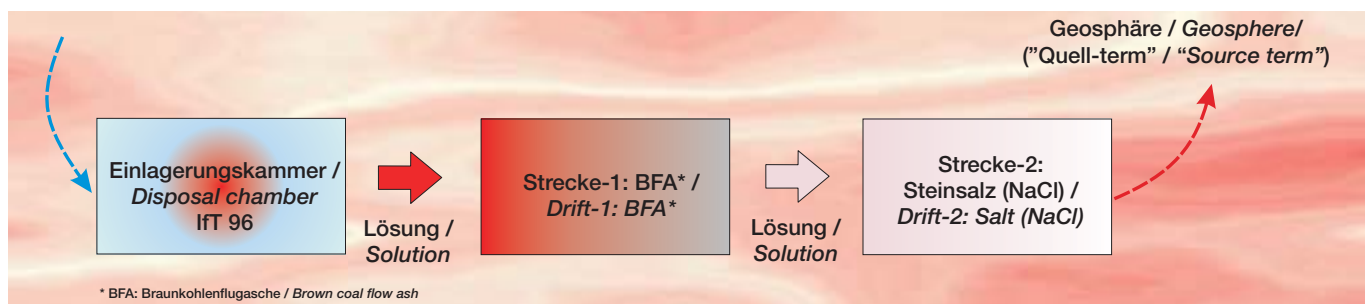 Geosphäre / Geosphere/
("Quell-term" / "Source term")
Einlagerungskammer /
Disposal chamber
IfT 96
Lösung /
Solution
Strecke-1: BFA* /
Drift-1: BFA*
Lösung /
Solution
Strecke-2:
Steinsalz (NaCl) /
Drift-2: Salt (NaCl)
* BFA: Braunkohlenflugasche / Brown coal flow ash